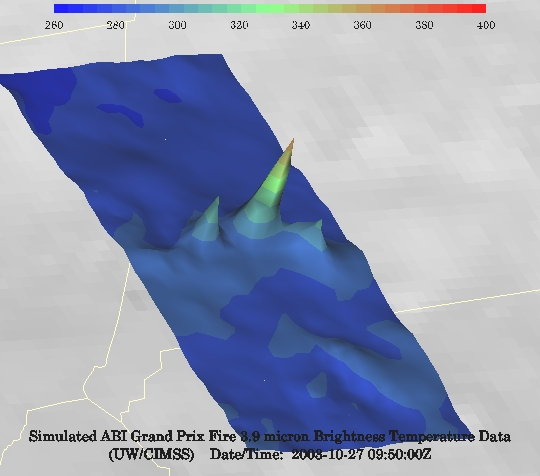 260 280 300 320 340 360 380 400
Simulated ABI Grand Prix Fire 3.9 micron Brightness Temperature Data
(UW/CIMSS) Date/Time: 2003-10-27 09:50:00Z